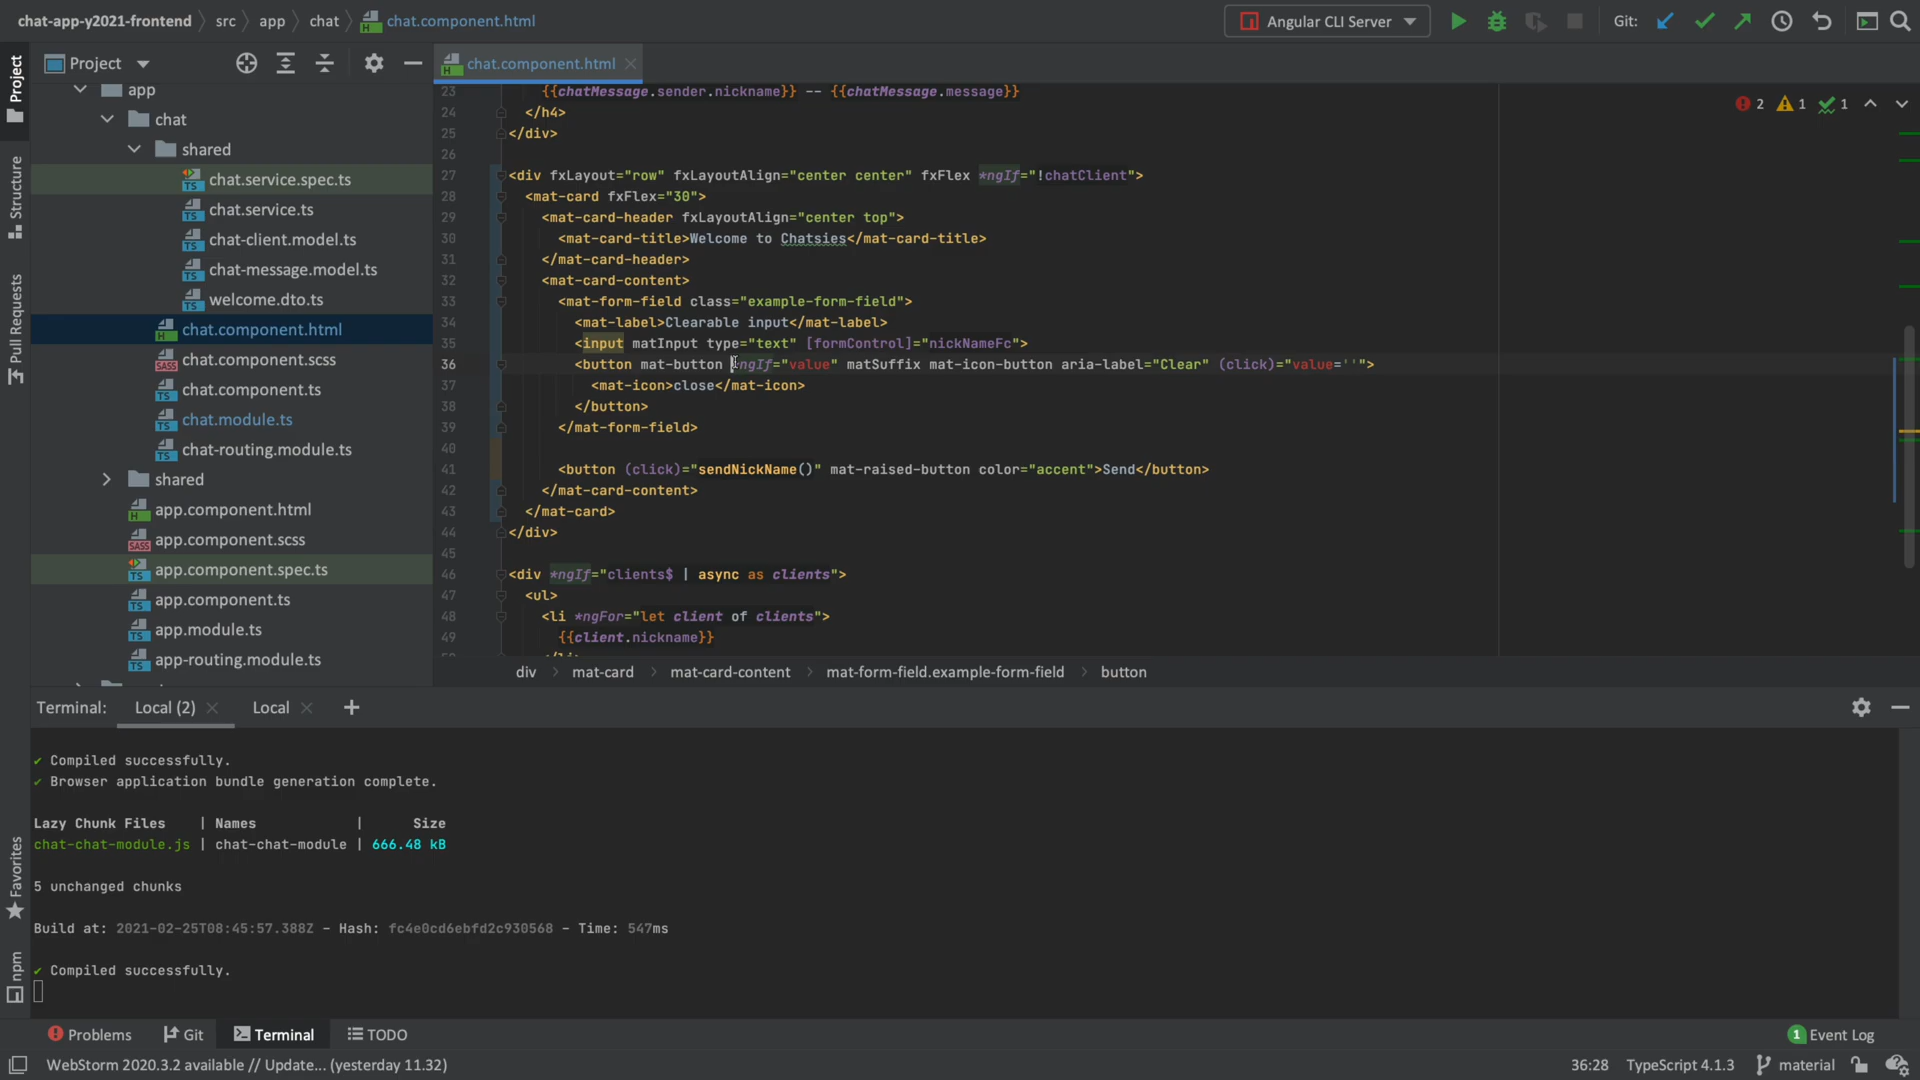 chat-app-y2021-frontend src app chat chat.component.html
Angular CLI Server
Git:
Project
chat.component.html
app
chat
shared
chat.service.spec.ts
chat.service.ts
chat-client.model.ts
chat-message.model.ts
welcome.dto.ts
chat.component.html
chat.component.scss
chat.component.ts
chat.module.ts
chat-routing.module.ts
shared
app.component.html
app.component.scss
app.component.spec.ts
app.component.ts
app.module.ts
app-routing.module.ts
Project
Structure
Pull Requests
Favorites
npm
2 1 1
23 {{chatMessage.sender.nickname}} -- {{chatMessage.message}}
24 </h4>
25 </div>
26
27 <div fxLayout="row" fxLayoutAlign="center center" fxFlex *ngIf="!chatClient">
28 <mat-card fxFlex="30">
29 <mat-card-header fxLayoutAlign="center top">
30 <mat-card-title>Welcome to Chatsies</mat-card-title>
31 </mat-card-header>
32 <mat-card-content>
33 <mat-form-field class="example-form-field">
34 <mat-label>Clearable input</mat-label>
35 <input matInput type="text" [formControl]="nickNameFc">
36 <button mat-button *ngIf="value" matSuffix mat-icon-button aria-label="Clear" (click)="value=''">
37 <mat-icon>close</mat-icon>
38 </button>
39 </mat-form-field>
40
41 <button (click)="sendNickName()" mat-raised-button color="accent">Send</button>
42 </mat-card-content>
43 </mat-card>
44 </div>
45
46 <div *ngIf="clients$ | async as clients">
47 <ul>
48 <li *ngFor="let client of clients">
49 {{client.nickname}}
div mat-card mat-card-content mat-form-field.example-form-field button
Terminal: Local (2) Local
✔ Compiled successfully.
✔ Browser application bundle generation complete.
Lazy Chunk Files | Names | Size
chat-chat-module.js | chat-chat-module | 666.48 kB
5 unchanged chunks
Build at: 2021-02-25T08:45:57.388Z - Hash: fc4e0cd6ebfd2c930568 - Time: 547ms
✔ Compiled successfully.
Problems Git Terminal TODO
1 Event Log
WebStorm 2020.3.2 available // Update... (yesterday 11.32)
36:28 TypeScript 4.1.3 material